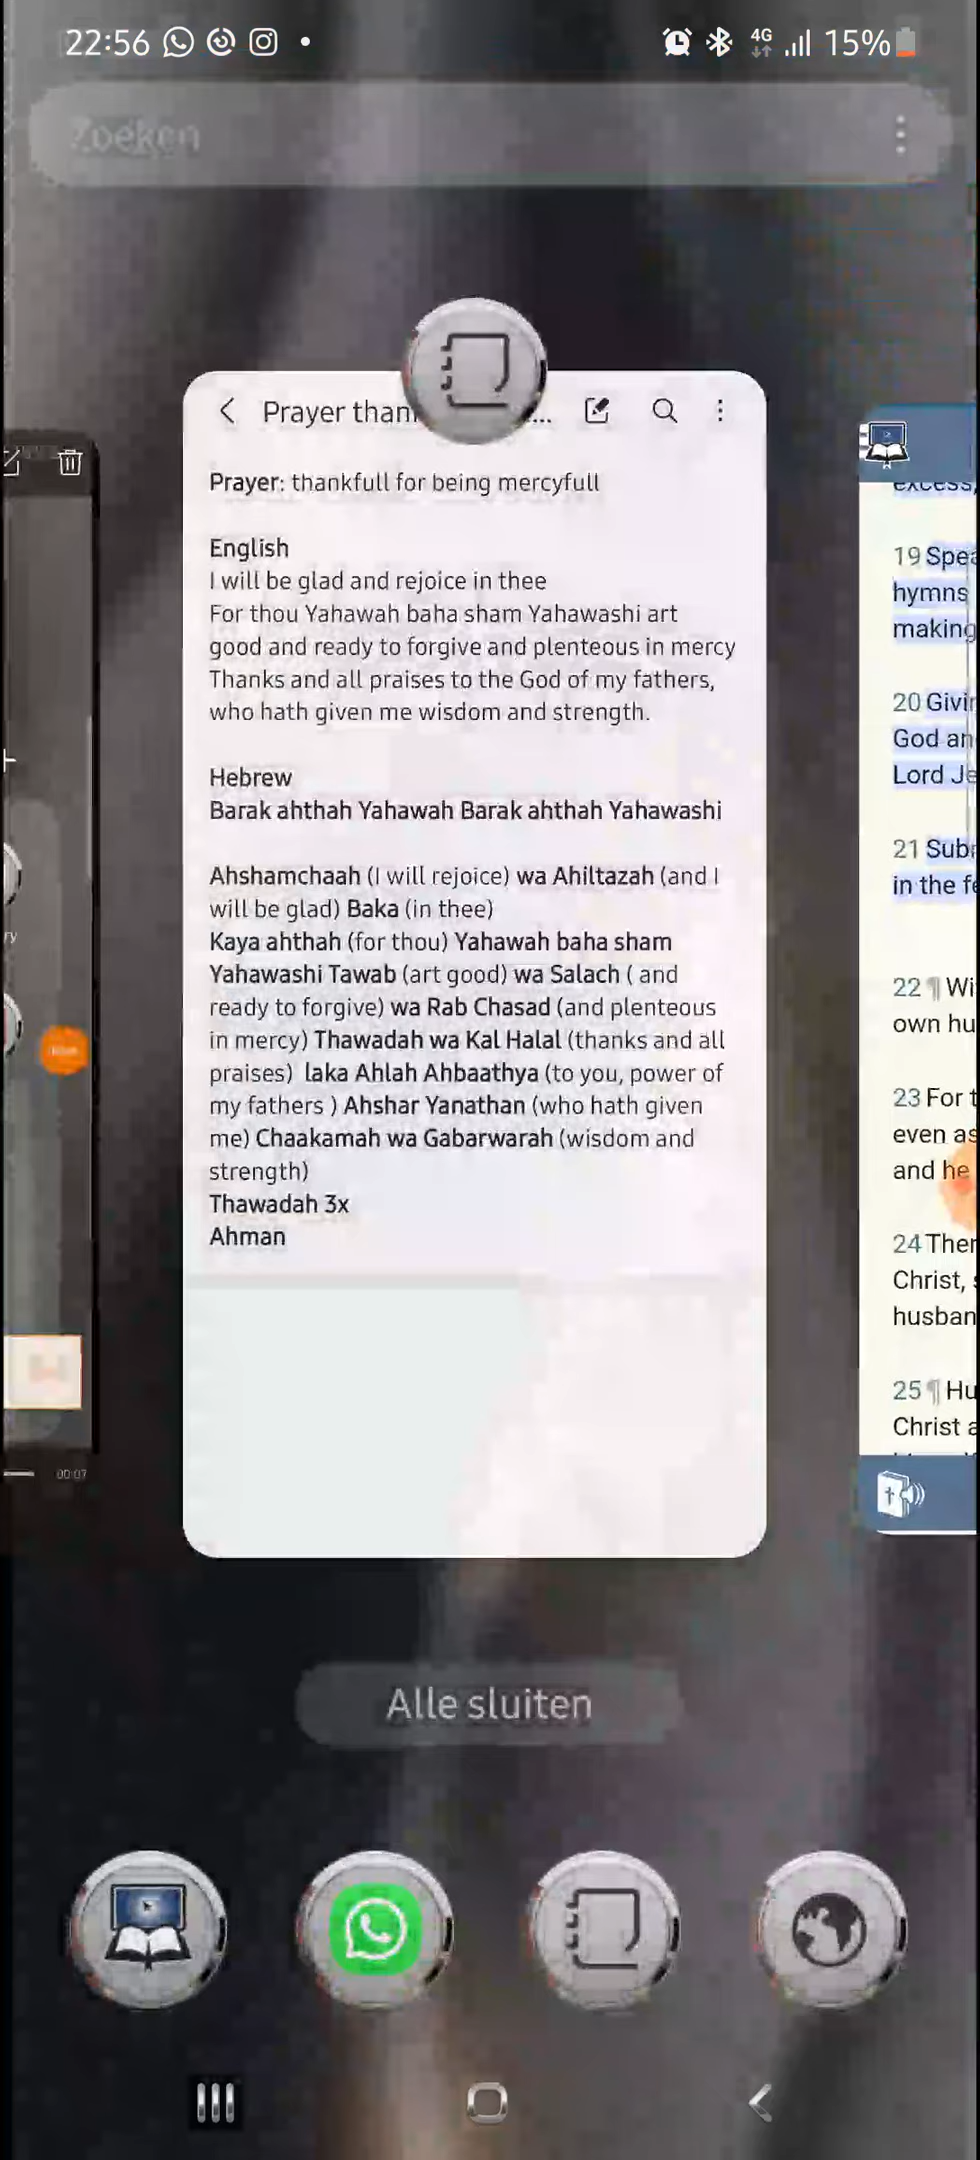 22:56
4G
15%
Zoeken
Prayer than
...
Prayer: thankfull for being mercyfull
English
I will be glad and rejoice in thee
For thou Yahawah baha sham Yahawashi art
good and ready to forgive and plenteous in mercy
Thanks and all praises to the God of my fathers,
who hath given me wisdom and strength.
Hebrew
Barak ahthah Yahawah Barak ahthah Yahawashi
Ahshamchaah (I will rejoice) wa Ahiltazah (and I
will be glad) Baka (in thee)
Kaya ahthah (for thou) Yahawah baha sham
Yahawashi Tawab (art good) wa Salach ( and
ready to forgive) wa Rab Chasad (and plenteous
in mercy) Thawadah wa Kal Halal (thanks and all
praises) laka Ahlah Ahbaathya (to you, power of
my fathers ) Ahshar Yanathan (who hath given
me) Chaakamah wa Gabarwarah (wisdom and
strength)
Thawadah 3x
Ahman
ry
00:07
excess,
19 Spea
hymns
making
20 Givin
God an
Lord Je
21 Sub
in the fe
22 ¶ Wi
own hu
23 For t
even as
and he
24 Ther
Christ, s
husban
25 ¶ Hu
Christ a
Alle sluiten